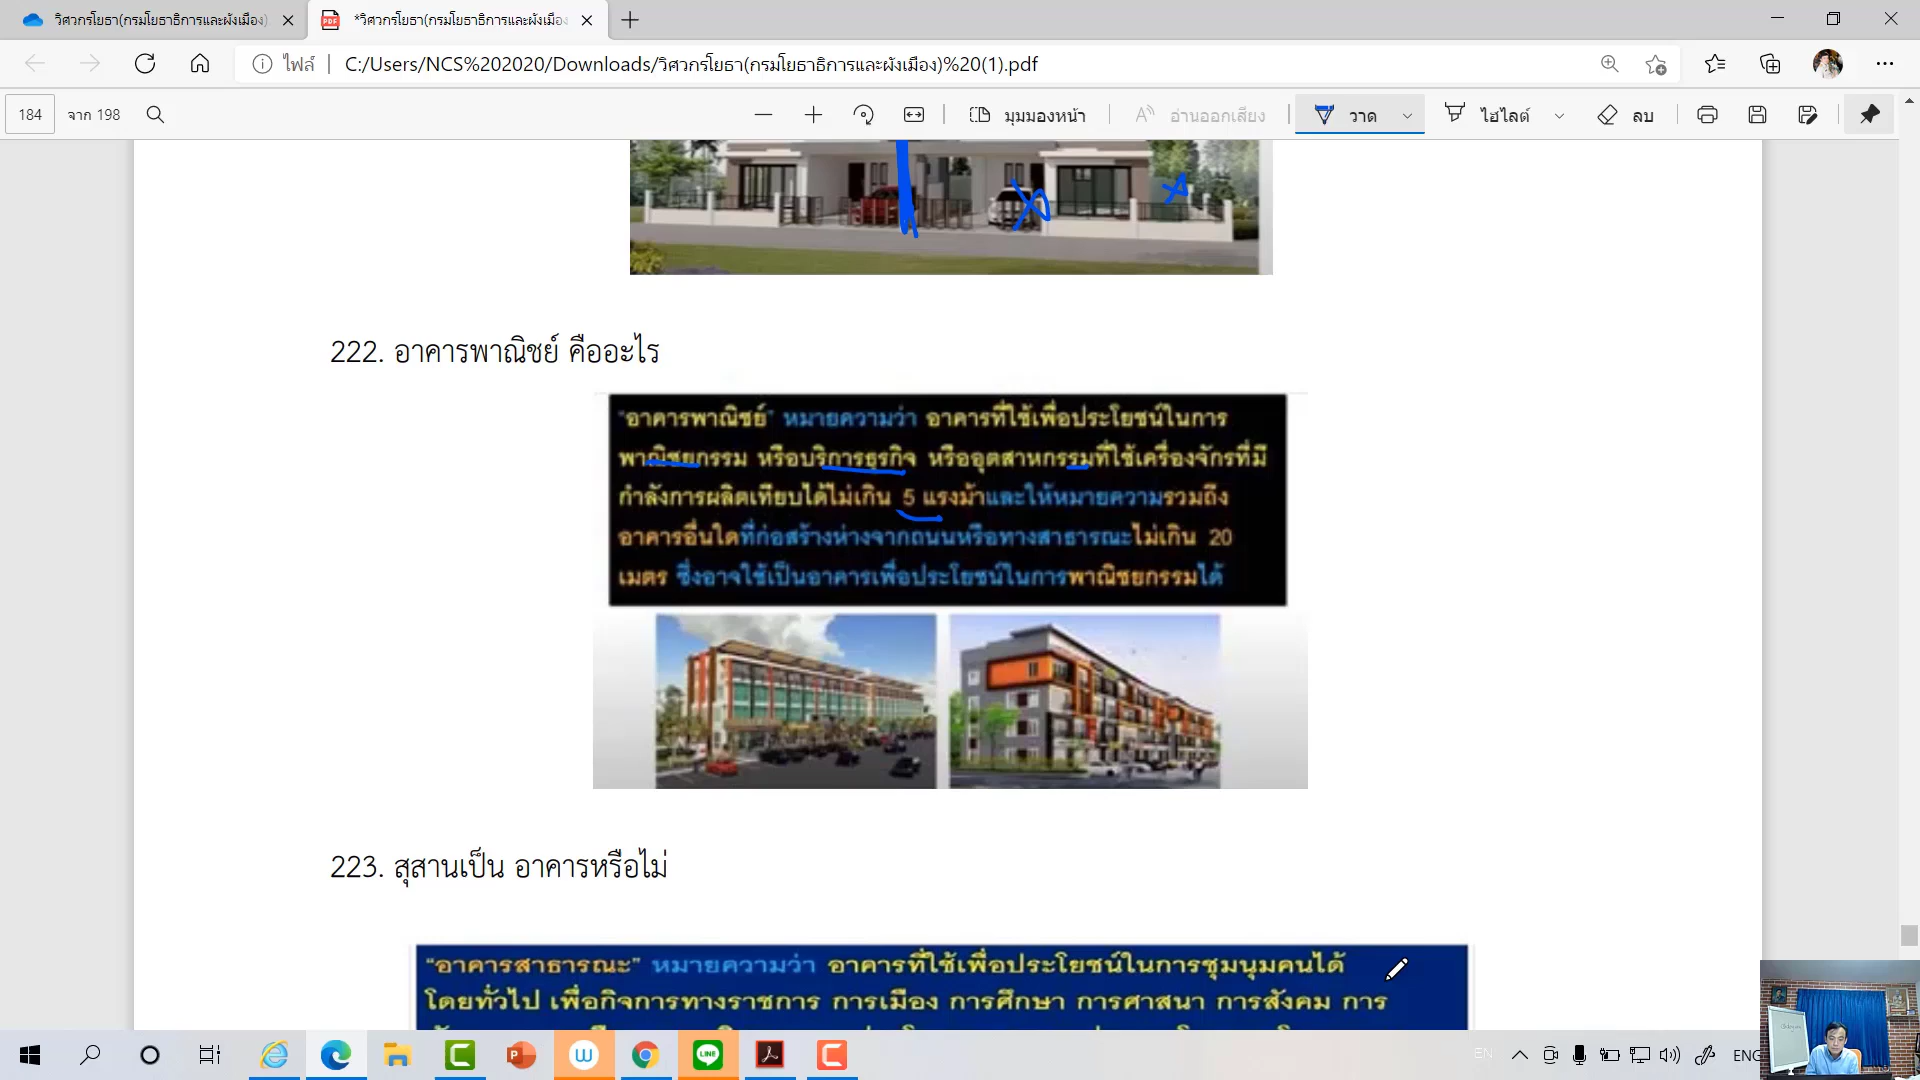 วิศวกรโยธา(กรมโยธาธิการและผังเมือง)
*วิศวกรโยธา(กรมโยธาธิการและผังเมือง
ไฟล์ C:/Users/NCS%202020/Downloads/วิศวกรโยธา(กรมโยธาธิการและผังเมือง)%20(1).pdf
184 จาก 198 มุมมองหน้า อ่านออกเสียง วาด ไฮไลต์ ลบ
222. อาคารพาณิชย์ คืออะไร
"อาคารพาณิชย์" หมายความว่า อาคารที่ใช้เพื่อประโยชน์ในการ
พาณิชยกรรม หรือบริการธุรกิจ หรืออุตสาหกรรมที่ใช้เครื่องจักรที่มี
กำลังการผลิตเทียบได้ไม่เกิน 5 แรงม้าและให้หมายความรวมถึง
อาคารอื่นใดที่ก่อสร้างห่างจากถนนหรือทางสาธารณะไม่เกิน 20
เมตร ซึ่งอาจใช้เป็นอาคารเพื่อประโยชน์ในการพาณิชยกรรมได้
223. สุสานเป็น อาคารหรือไม่
"อาคารสาธารณะ" หมายความว่า อาคารที่ใช้เพื่อประโยชน์ในการชุมนุมคนได้
โดยทั่วไป เพื่อกิจการทางราชการ การเมือง การศึกษา การศาสนา การสังคม การ
EN ENG